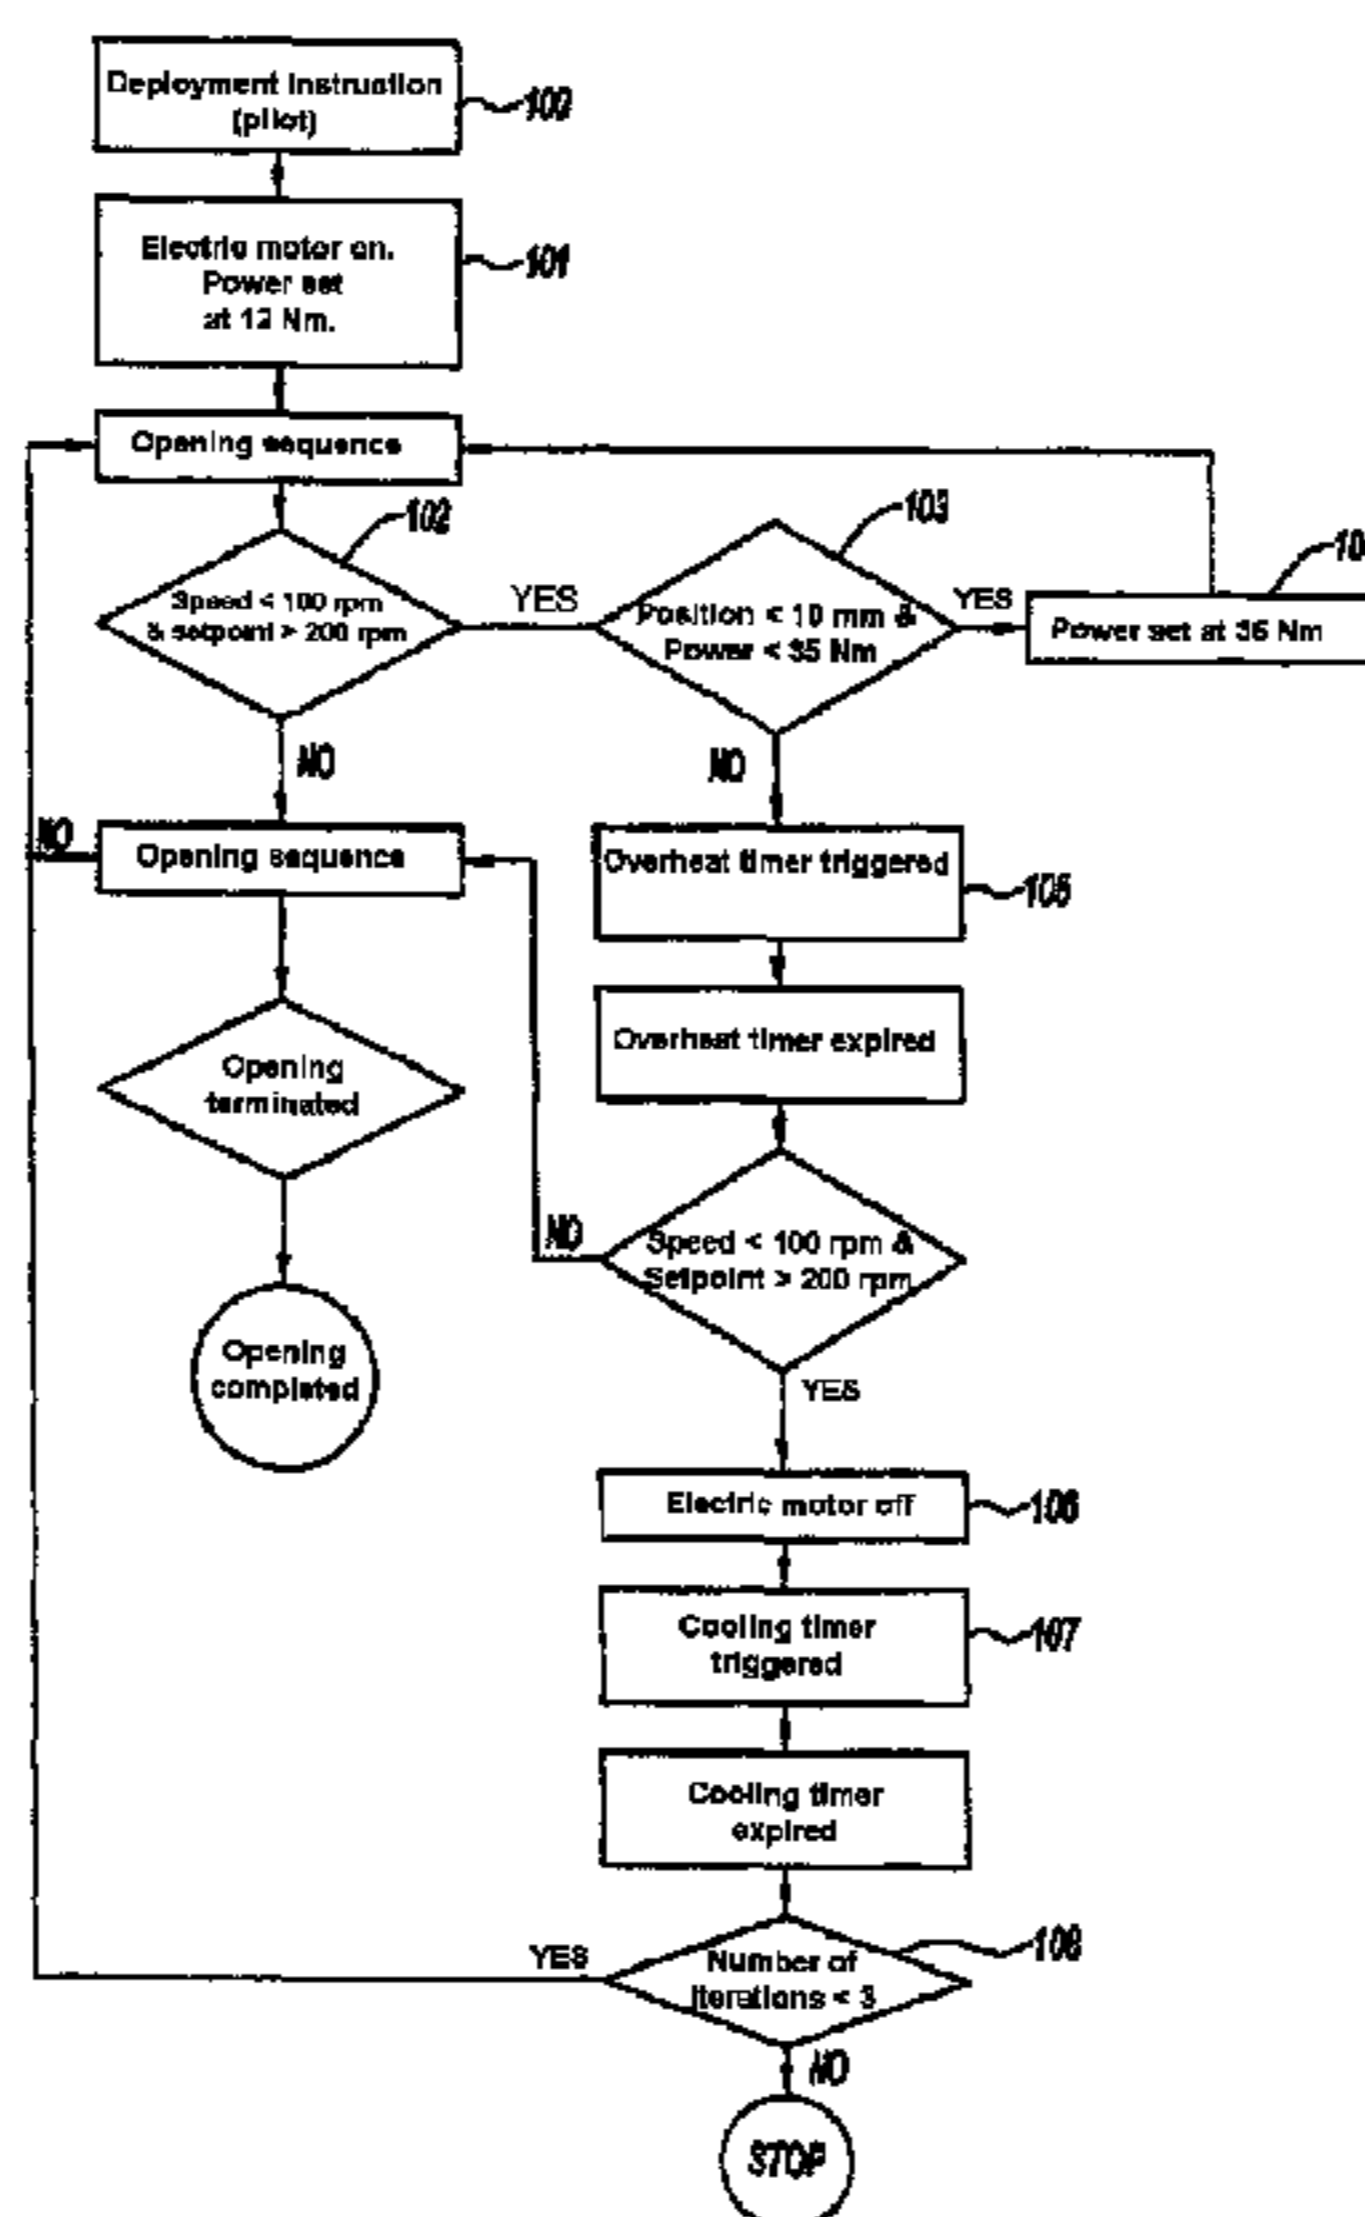 Deployment instruction
(pilot)
100
Electric motor on.
Power set
at 12 Nm.
101
Opening sequence
102
Speed < 100 rpm
& setpoint > 200 rpm
YES
103
Position < 10 mm &
Power < 35 Nm
YES
Power set at 35 Nm
NO
NO
NO
Opening sequence
Overheat timer triggered
105
Overheat timer expired
Opening
terminated
NO
Speed < 100 rpm &
Setpoint > 200 rpm
Opening
completed
YES
Electric motor off
106
Cooling timer
triggered
107
Cooling timer
expired
YES
Number of
iterations < 3
108
NO
STOP